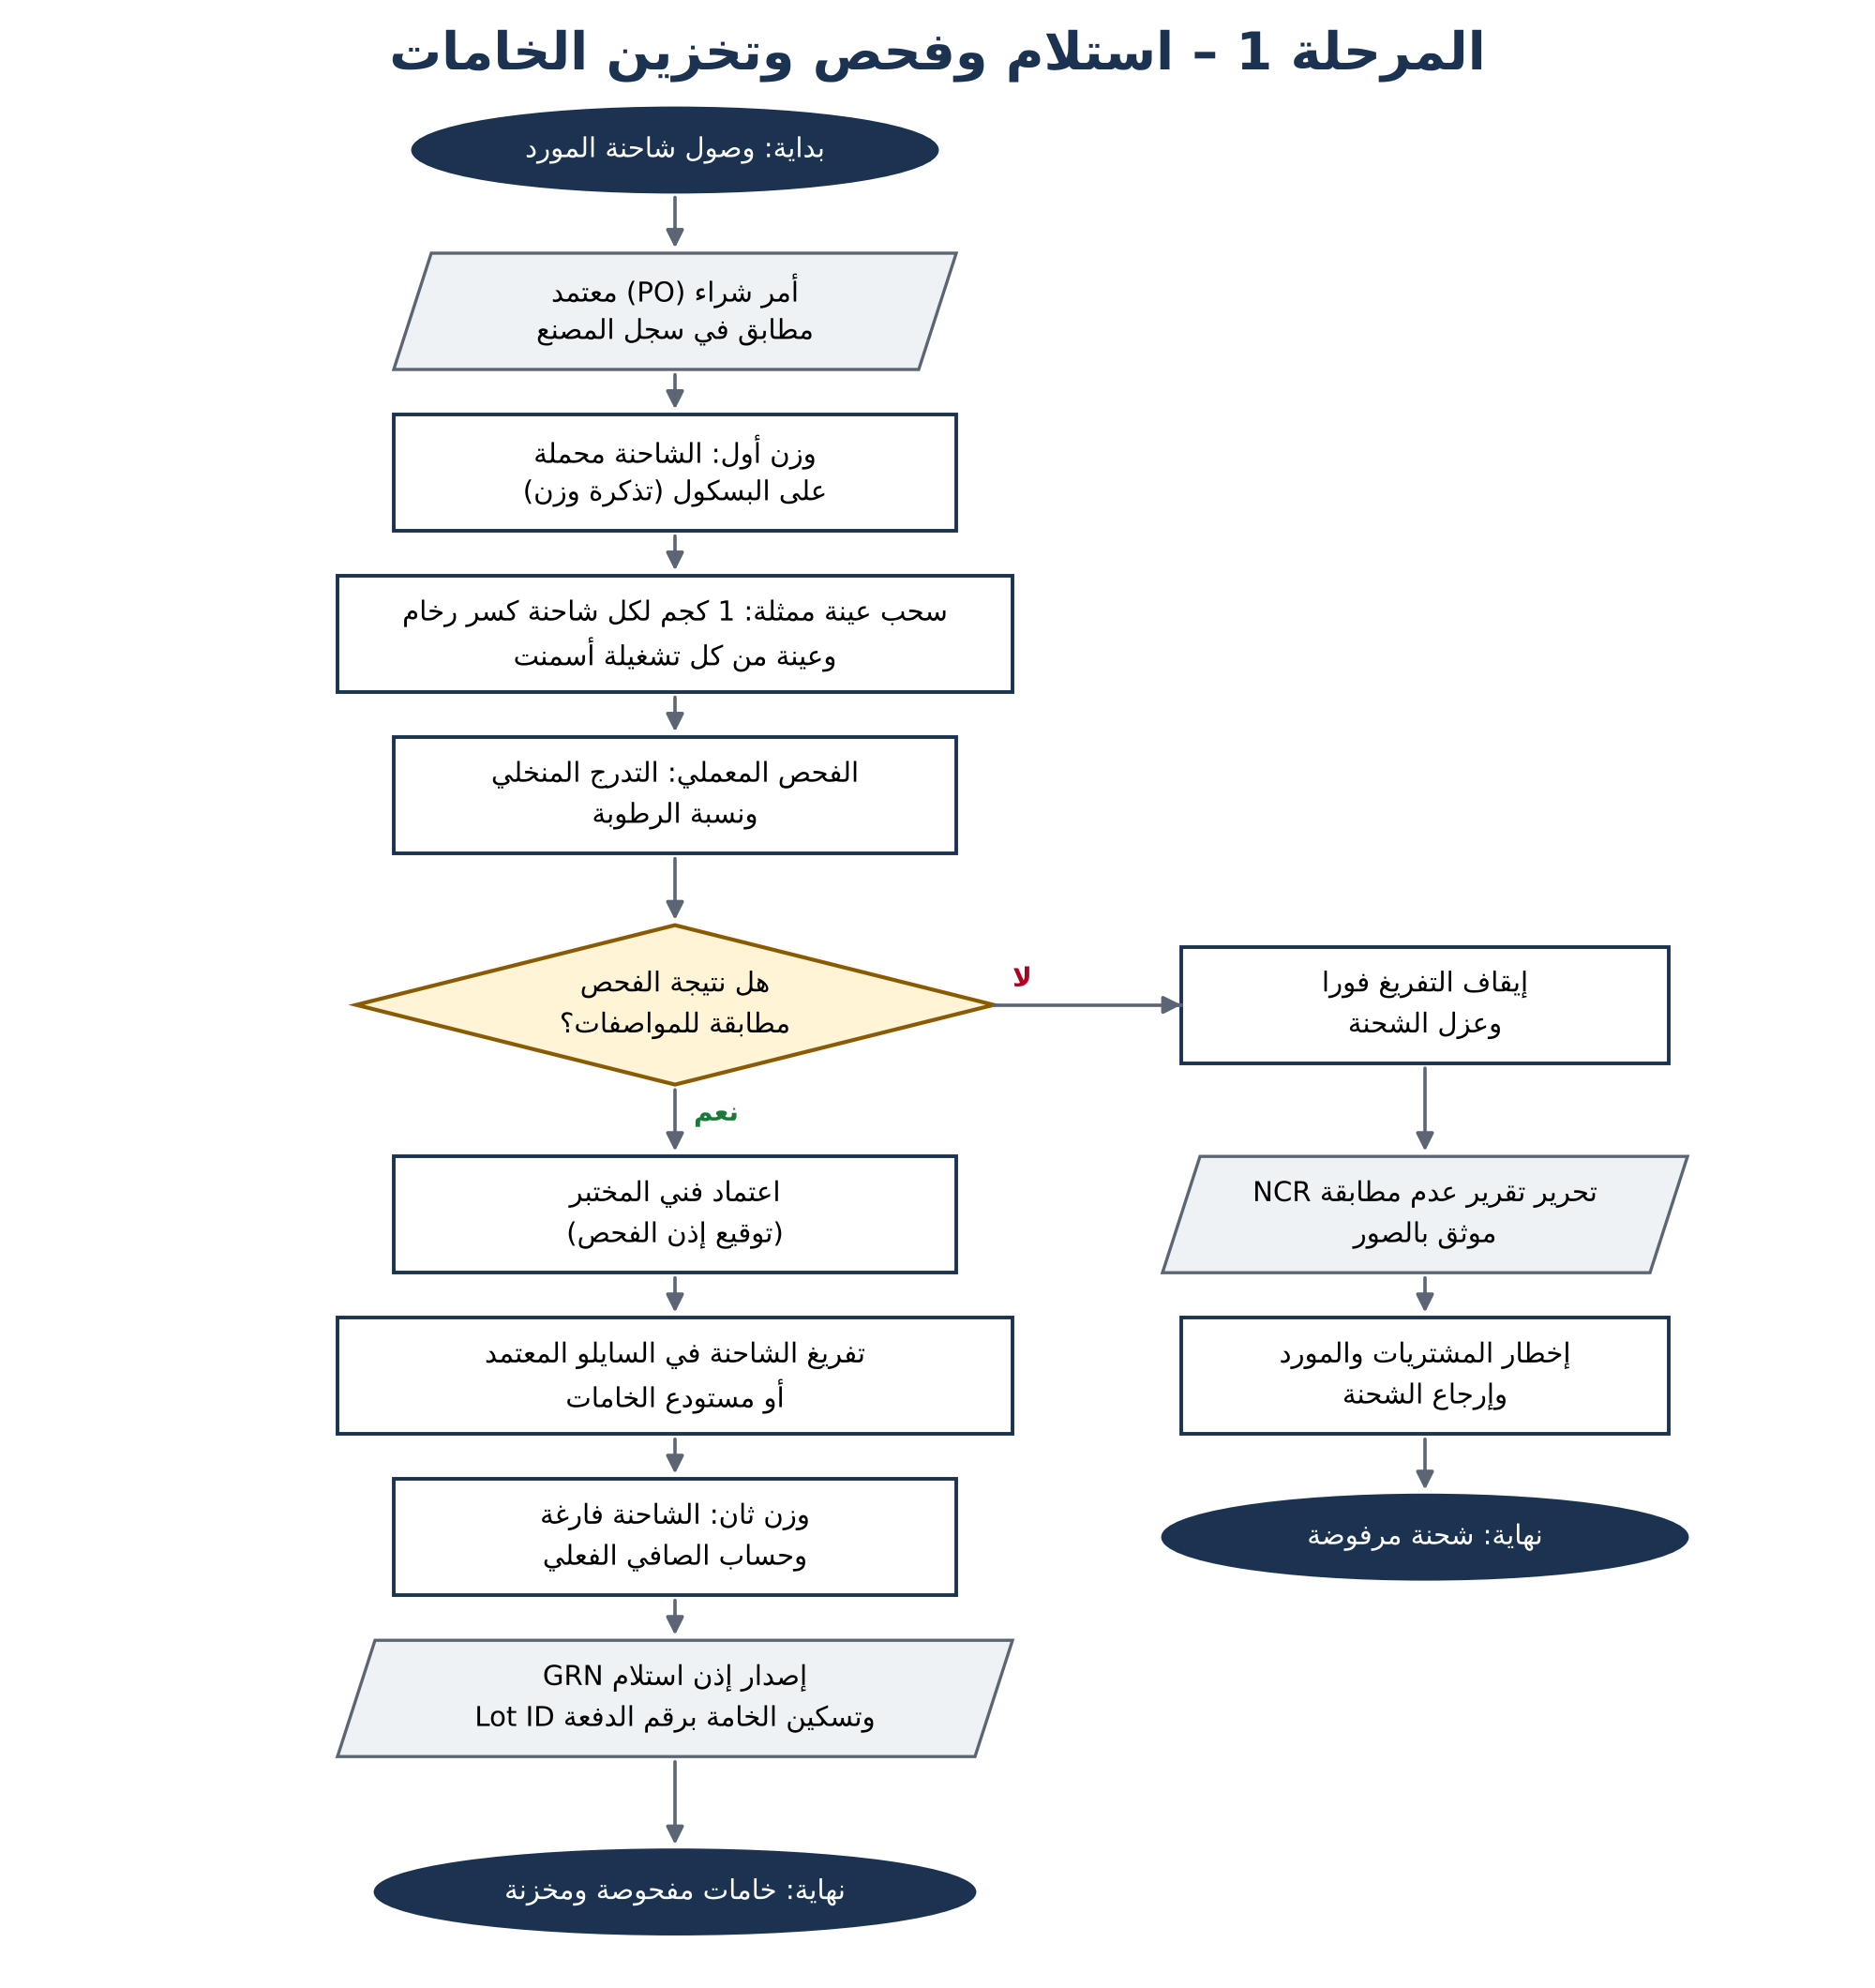 المرحلة 1 – استلام وفحص وتخزين الخامات
بداية: وصول شاحنة المورد
أمر شراء (PO) معتمد
مطابق في سجل المصنع
وزن أول: الشاحنة محملة
على البسكول (تذكرة وزن)
سحب عينة ممثلة: 1 كجم لكل شاحنة كسر رخام
وعينة من كل تشغيلة أسمنت
الفحص المعملي: التدرج المنخلي
ونسبة الرطوبة
هل نتيجة الفحص
مطابقة للمواصفات؟
لا
إيقاف التفريغ فورا
وعزل الشحنة
نعم
اعتماد فني المختبر
(توقيع إذن الفحص)
تحرير تقرير عدم مطابقة NCR
موثق بالصور
تفريغ الشاحنة في السايلو المعتمد
أو مستودع الخامات
إخطار المشتريات والمورد
وإرجاع الشحنة
وزن ثان: الشاحنة فارغة
وحساب الصافي الفعلي
نهاية: شحنة مرفوضة
إصدار إذن استلام GRN
وتسكين الخامة برقم الدفعة Lot ID
نهاية: خامات مفحوصة ومخزنة